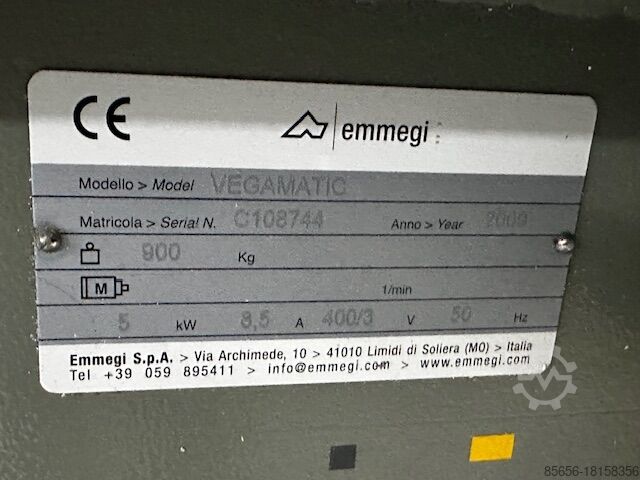 CE
emmegi
Modello > Model VEGAMATIC
Matricola > Serial N. C108744 Anno > Year
900 Kg
M 1/min
5 kW 8,5 A 400/3 V 50 Hz
Emmegi S.p.A. > Via Archimede, 10 > 41010 Limidi di Soliera (MO) > Italia
Tel +39 059 895411 > info@emmegi.com > www.emmegi.com
85656-18158356